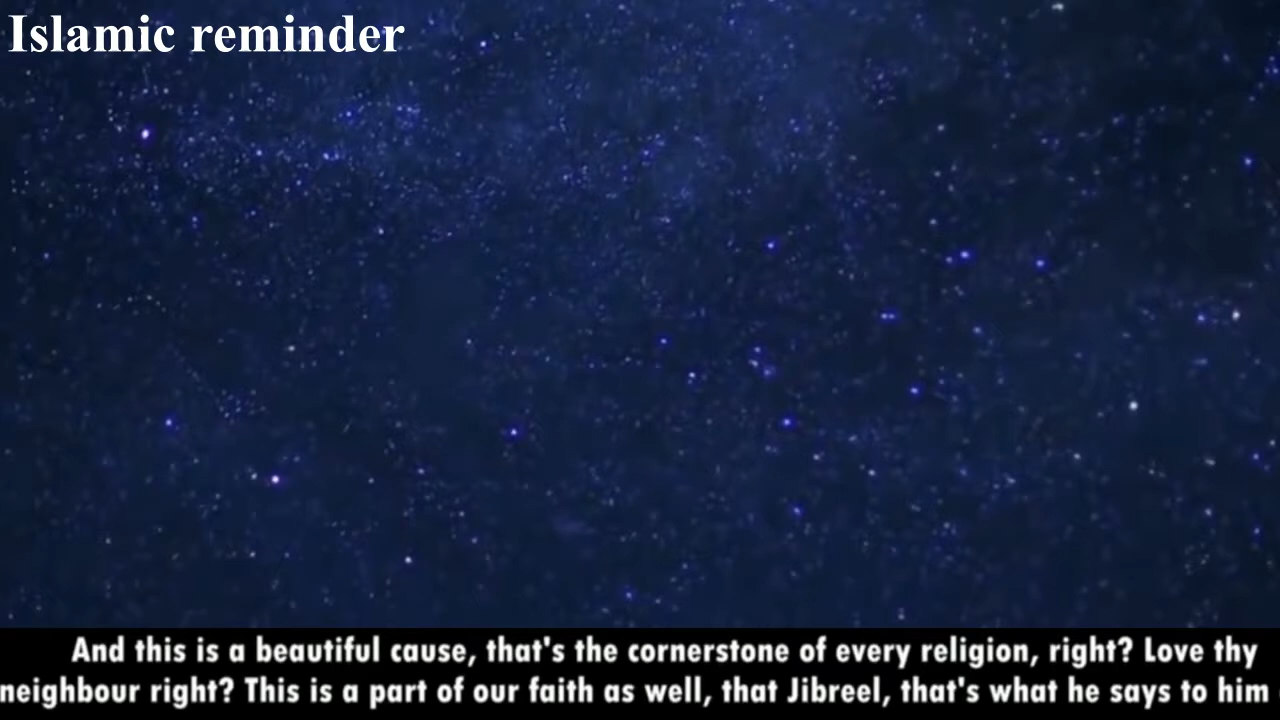 Islamic reminder
And this is a beautiful cause, that's the cornerstone of every religion, right? Love thy
neighbour right? This is a part of our faith as well, that Jibreel, that's what he says to him